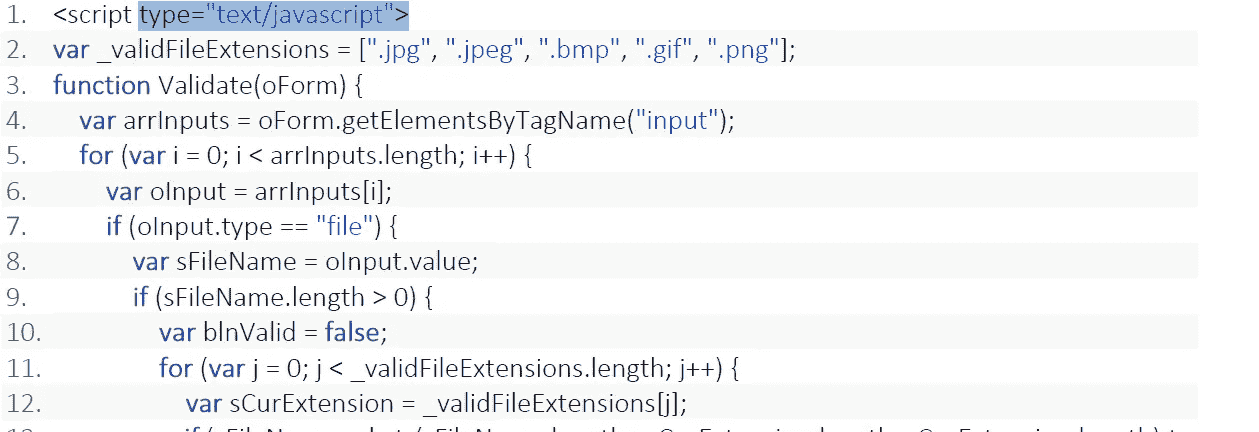 1. <script type="text/javascript">
2. var _validFileExtensions = [".jpg", ".jpeg", ".bmp", ".gif", ".png"];
3. function Validate(oForm) {
4. var arrInputs = oForm.getElementsByTagName("input");
5. for (var i = 0; i < arrInputs.length; i++) {
6. var oInput = arrInputs[i];
7. if (oInput.type == "file") {
8. var sFileName = oInput.value;
9. if (sFileName.length > 0) {
10. var blnValid = false;
11. for (var j = 0; j < _validFileExtensions.length; j++) {
12. var sCurExtension = _validFileExtensions[j];